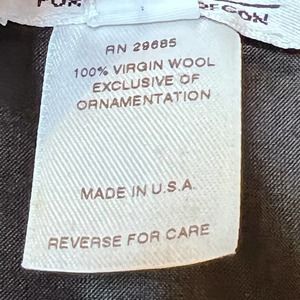 RN 29685
100% VIRGIN WOOL
EXCLUSIVE OF
ORNAMENTATION
MADE IN U.S.A.
REVERSE FOR CARE